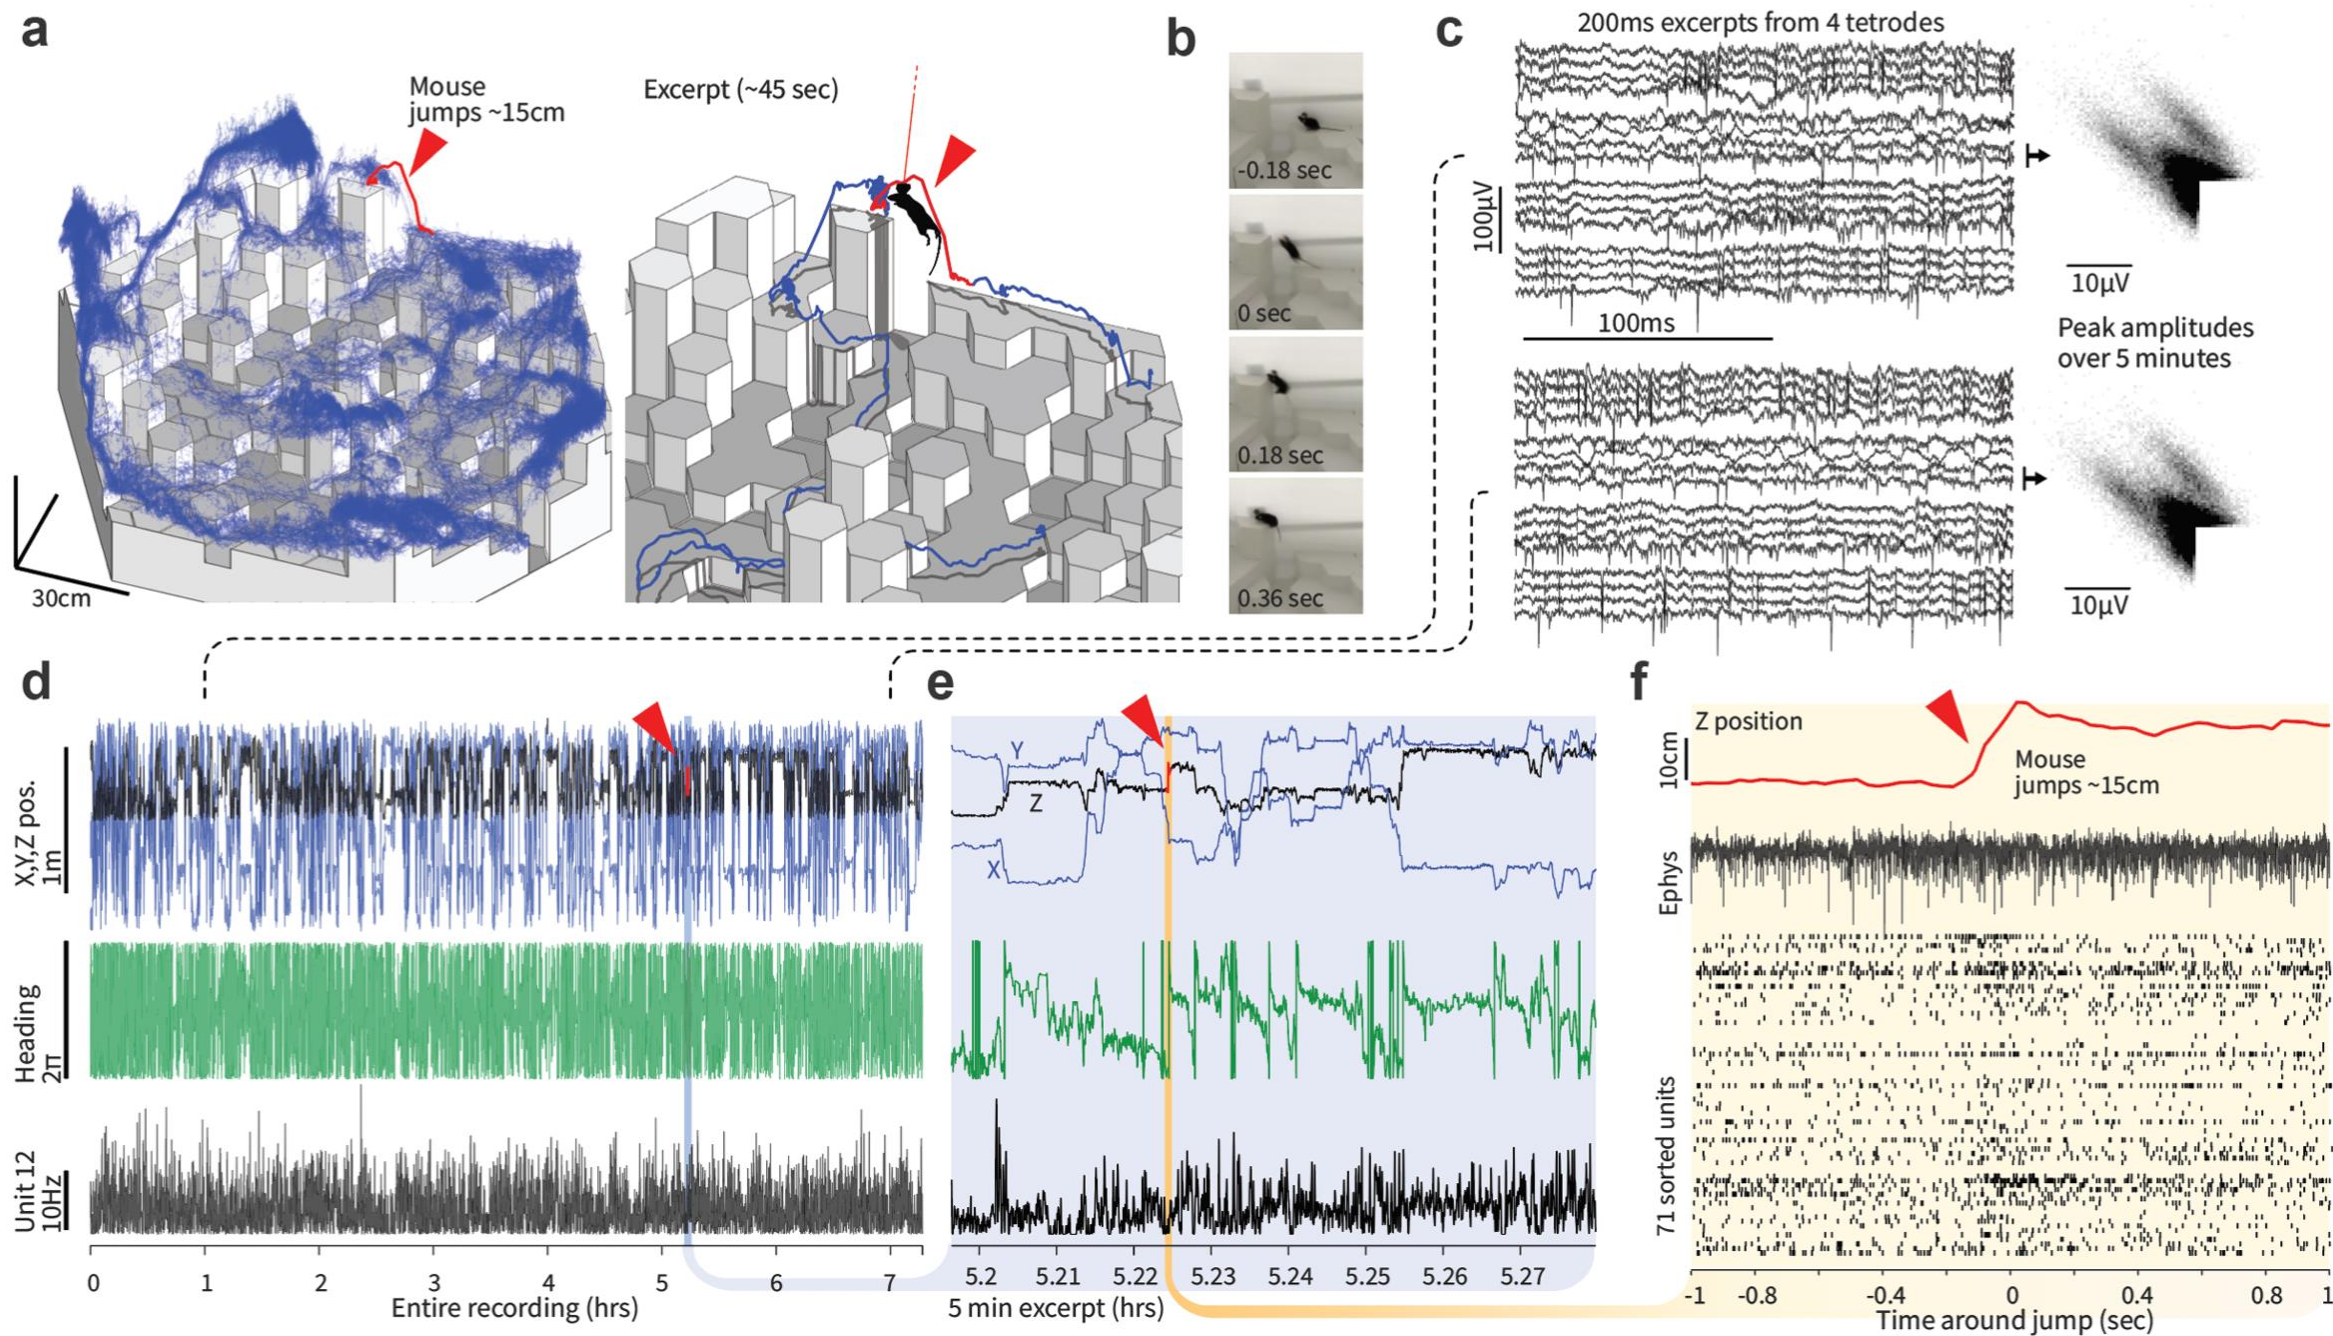 a
Mouse
jumps ~15cm
30cm
Excerpt (~45 sec)
b
-0.18 sec
0 sec
0.18 sec
0.36 sec
c
200ms excerpts from 4 tetrodes
100μV
100ms
10μV
Peak amplitudes
over 5 minutes
10μV
d
X,Y,Z pos.
1m
Heading
2π
Unit 12
10Hz
0 1 2 3 4 5 6 7
Entire recording (hrs)
e
Y
Z
X
5.2 5.21 5.22 5.23 5.24 5.25 5.26 5.27
5 min excerpt (hrs)
f
Z position
10cm
Mouse
jumps ~15cm
Ephys
71 sorted units
-1 -0.8 -0.4 0 0.4 0.8 1
Time around jump (sec)